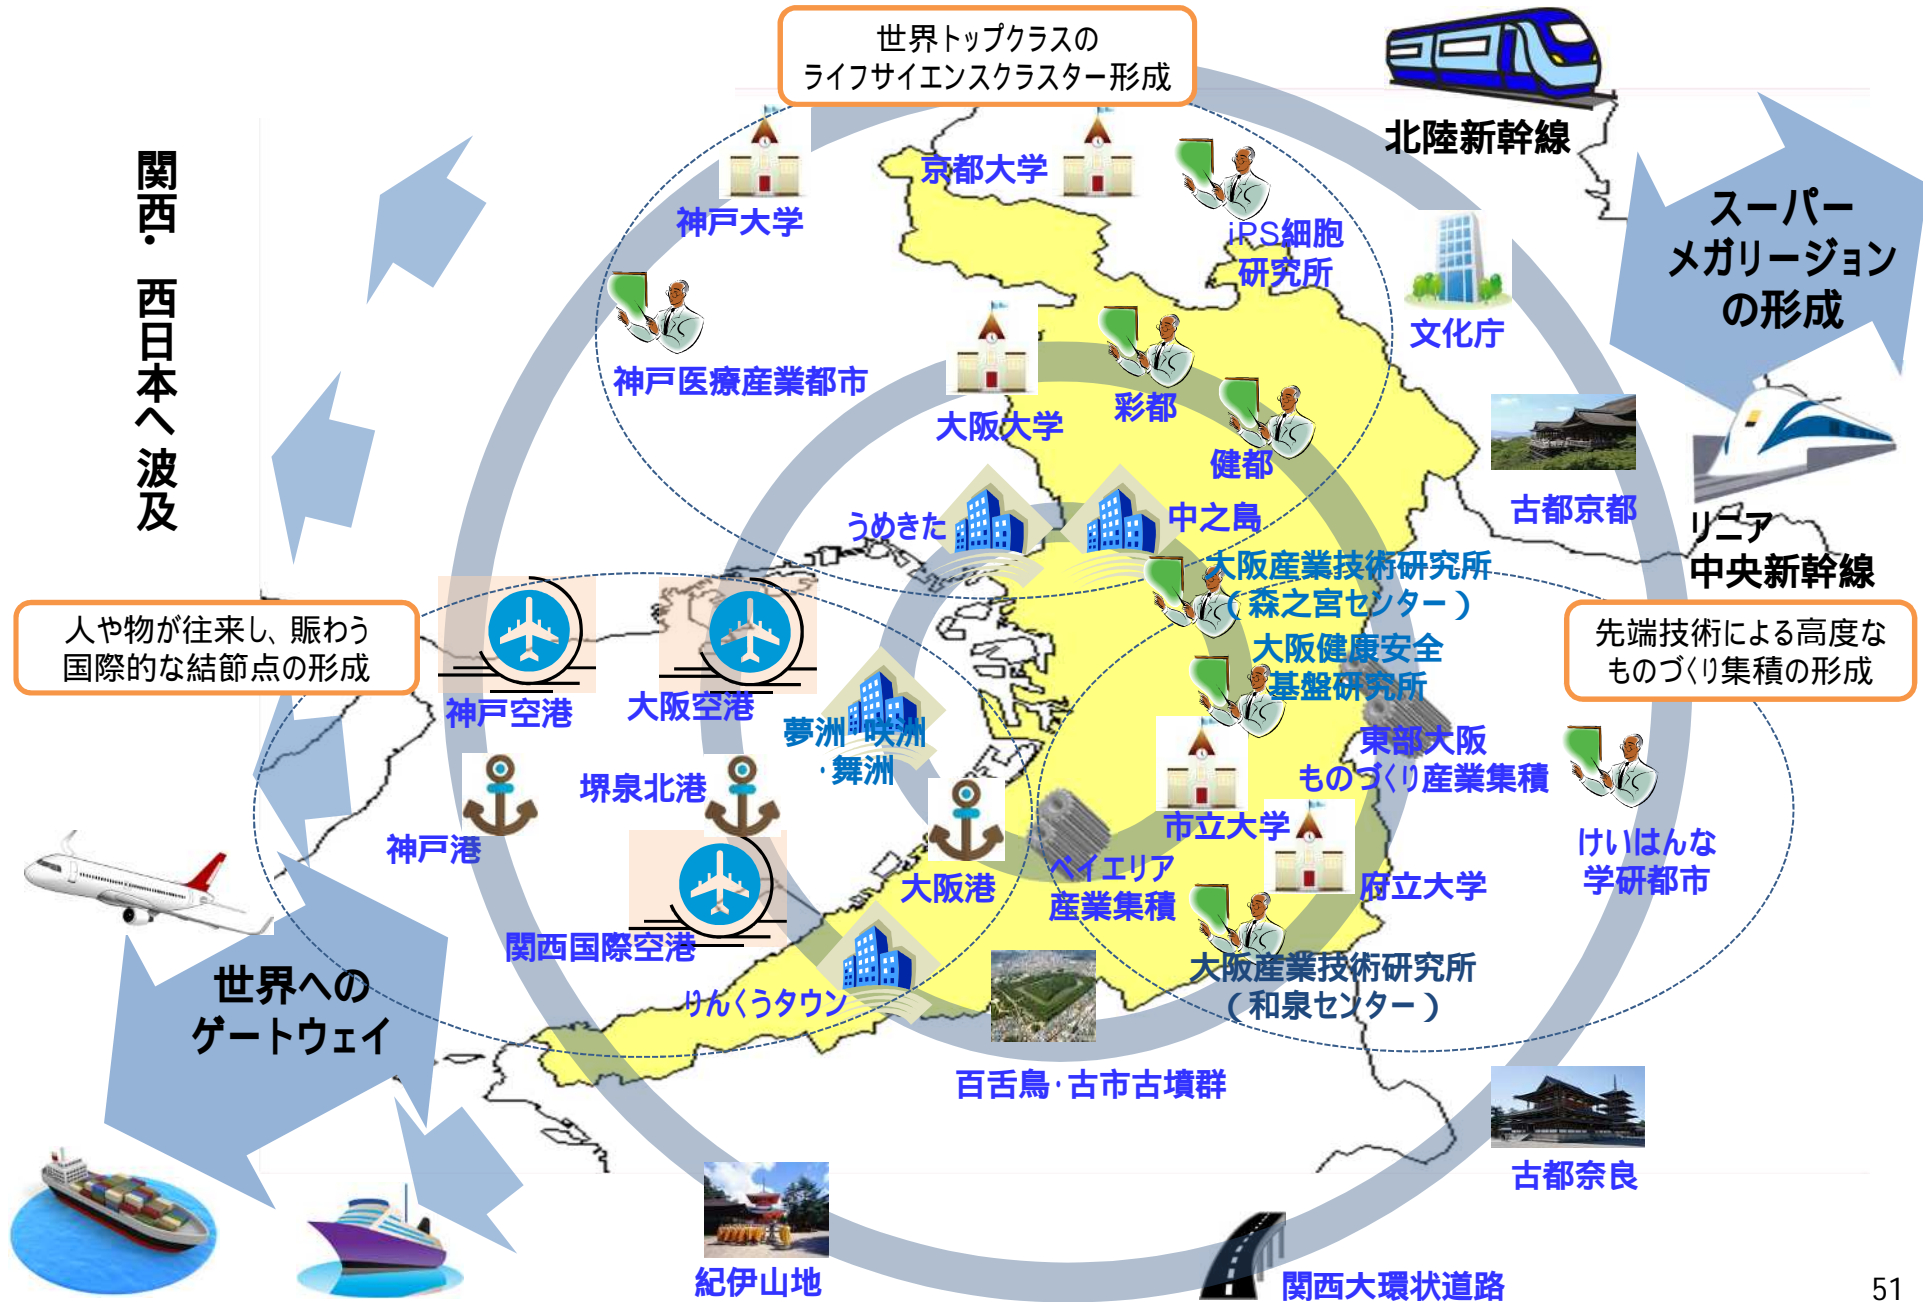 世界トップクラスの
ライフサイエンスクラスター形成
北陸新幹線
関西・西日本へ波及
京都大学
神戸大学
iPS細胞
研究所
スーパー
メガリージョン
の形成
文化庁
神戸医療産業都市
大阪大学
彩都
健都
古都京都
うめきた
中之島
リニア
中央新幹線
大阪産業技術研究所
（森之宮センター）
人や物が往来し、賑わう
国際的な結節点の形成
先端技術による高度な
ものづくり集積の形成
大阪健康安全
基盤研究所
神戸空港
大阪空港
夢洲・咲洲
・舞洲
東部大阪
ものづくり産業集積
堺泉北港
市立大学
神戸港
大阪港
ベイエリア
産業集積
府立大学
けいはんな
学研都市
関西国際空港
りんくうタウン
大阪産業技術研究所
（和泉センター）
世界への
ゲートウェイ
百舌鳥・古市古墳群
古都奈良
紀伊山地
関西大環状道路
51